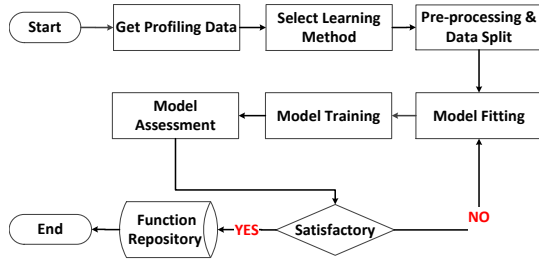 Start
Get Profiling Data
Select Learning
Method
Pre-processing &
Data Split
Model
Assessment
Model Training
Model Fitting
End
Function
Repository
YES
Satisfactory
NO